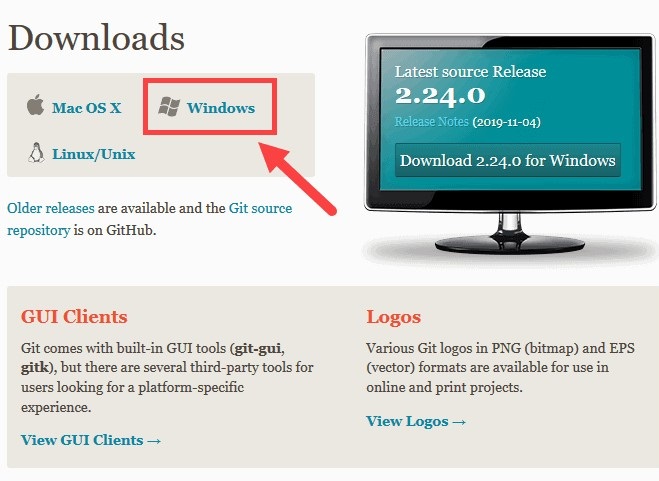 Downloads
Mac OS X
Windows
Linux/Unix
Older releases are available and the Git source
repository is on GitHub.
Latest source Release
2.24.0
Release Notes (2019-11-04)
Download 2.24.0 for Windows
GUI Clients
Git comes with built-in GUI tools (git-gui,
gitk), but there are several third-party tools for
users looking for a platform-specific
experience.
View GUI Clients →
Logos
Various Git logos in PNG (bitmap) and EPS
(vector) formats are available for use in
online and print projects.
View Logos →